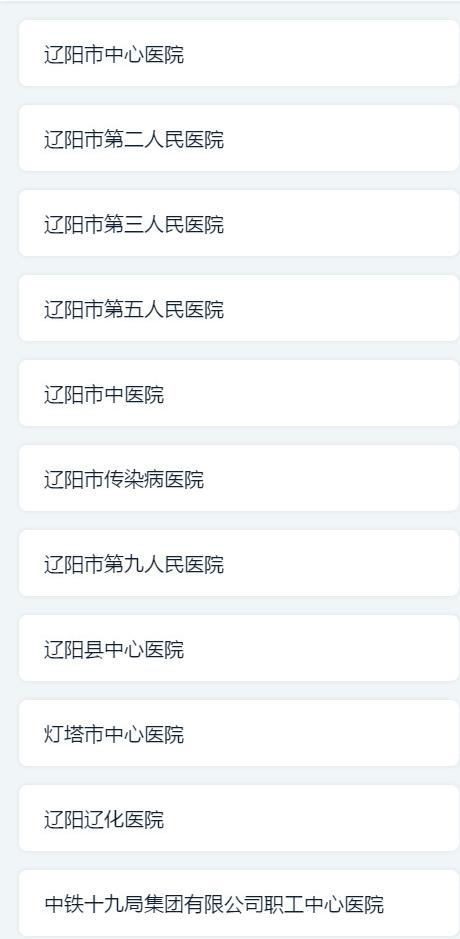 辽阳市中心医院
辽阳市第二人民医院
辽阳市第三人民医院
辽阳市第五人民医院
辽阳市中医院
辽阳市传染病医院
辽阳市第九人民医院
辽阳县中心医院
灯塔市中心医院
辽阳辽化医院
中铁十九局集团有限公司职工中心医院